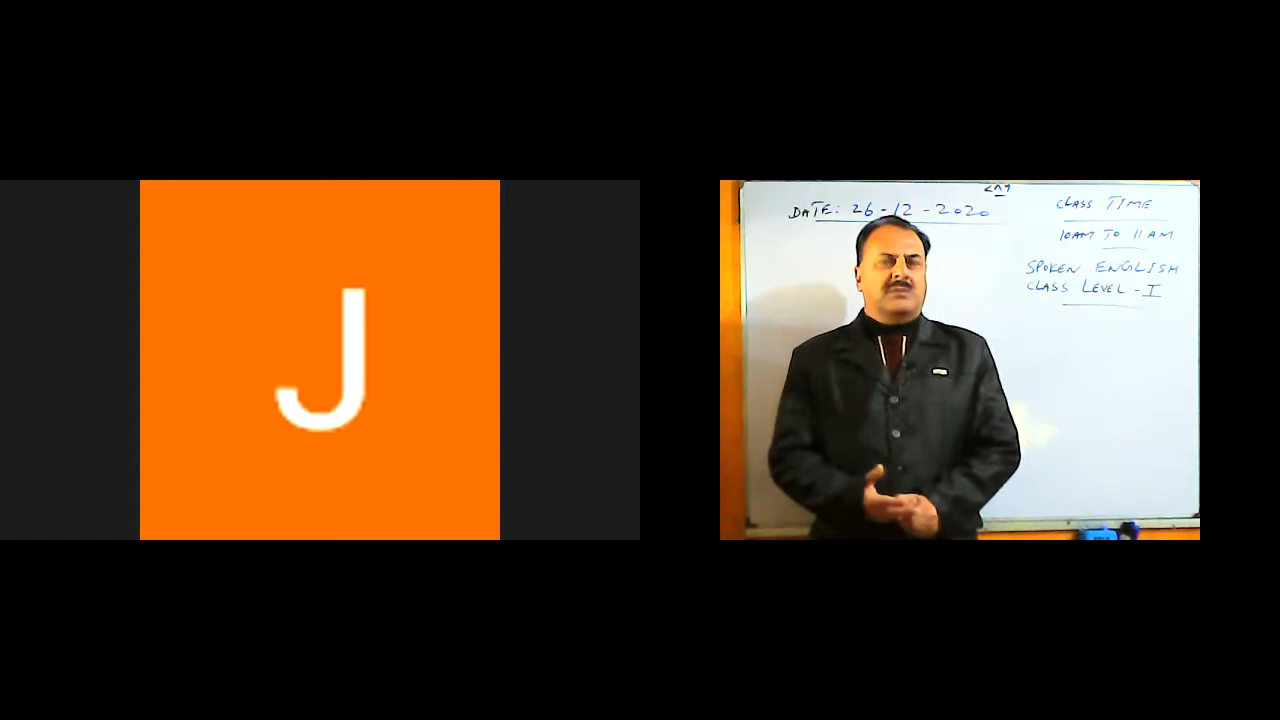 J
DATE: 26-12-2020
CLASS TIME
10AM TO 11AM
SPOKEN ENGLISH
CLASS LEVEL - I